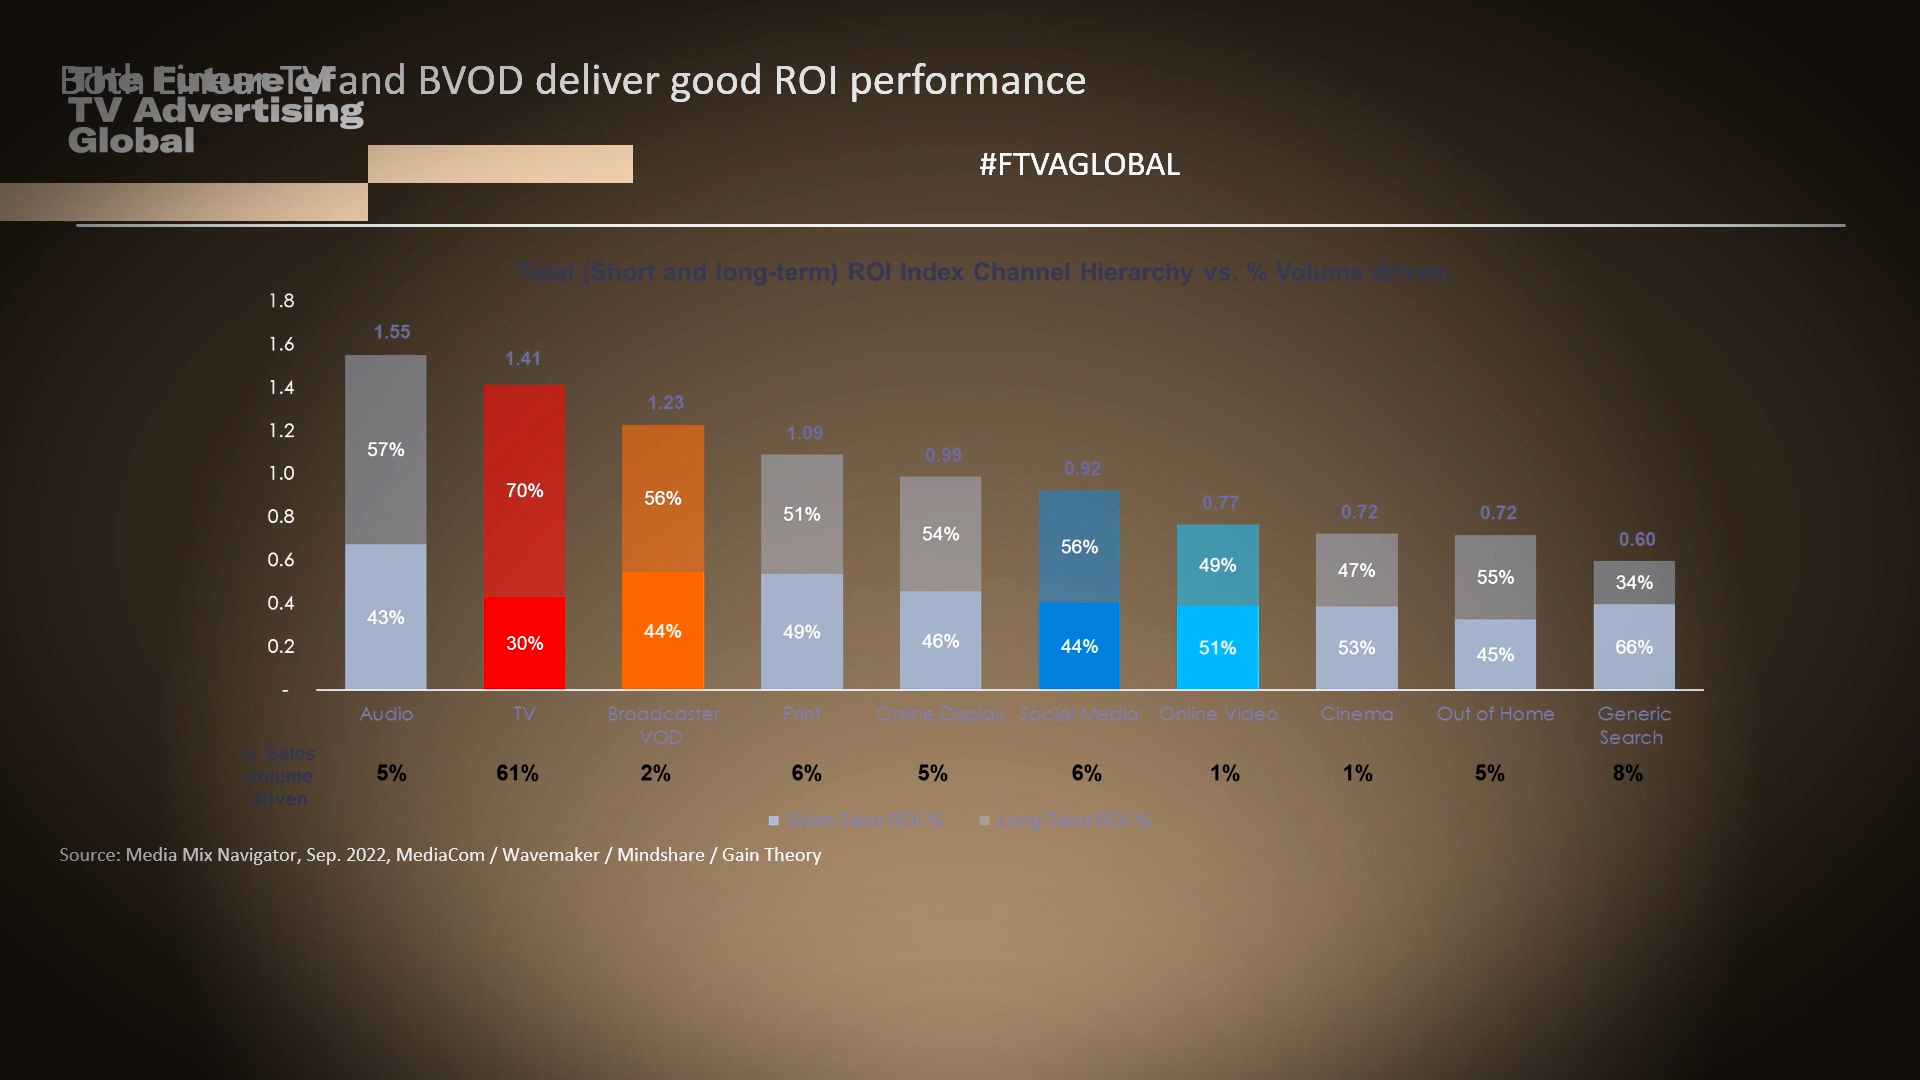 Both Linear TV and BVOD deliver good ROI performance
The Future of
TV Advertising
Global
#FTVAGLOBAL
Total (Short and long-term) ROI Index Channel Hierarchy vs. % Volume driven
1.8
1.6
1.4
1.2
1.0
0.8
0.6
0.4
0.2
-
1.55
1.41
1.23
1.09
0.99
0.92
0.77
0.72
0.72
0.60
57%
70%
56%
51%
54%
56%
49%
47%
55%
34%
43%
30%
44%
49%
46%
44%
51%
53%
45%
66%
Audio
TV
Broadcaster
VOD
Print
Online Display
Social Media
Online Video
Cinema
Out of Home
Generic
Search
% Sales
volume
driven
5%
61%
2%
6%
5%
6%
1%
1%
5%
8%
Short-Term ROI %
Long-Term ROI %
Source: Media Mix Navigator, Sep. 2022, MediaCom / Wavemaker / Mindshare / Gain Theory